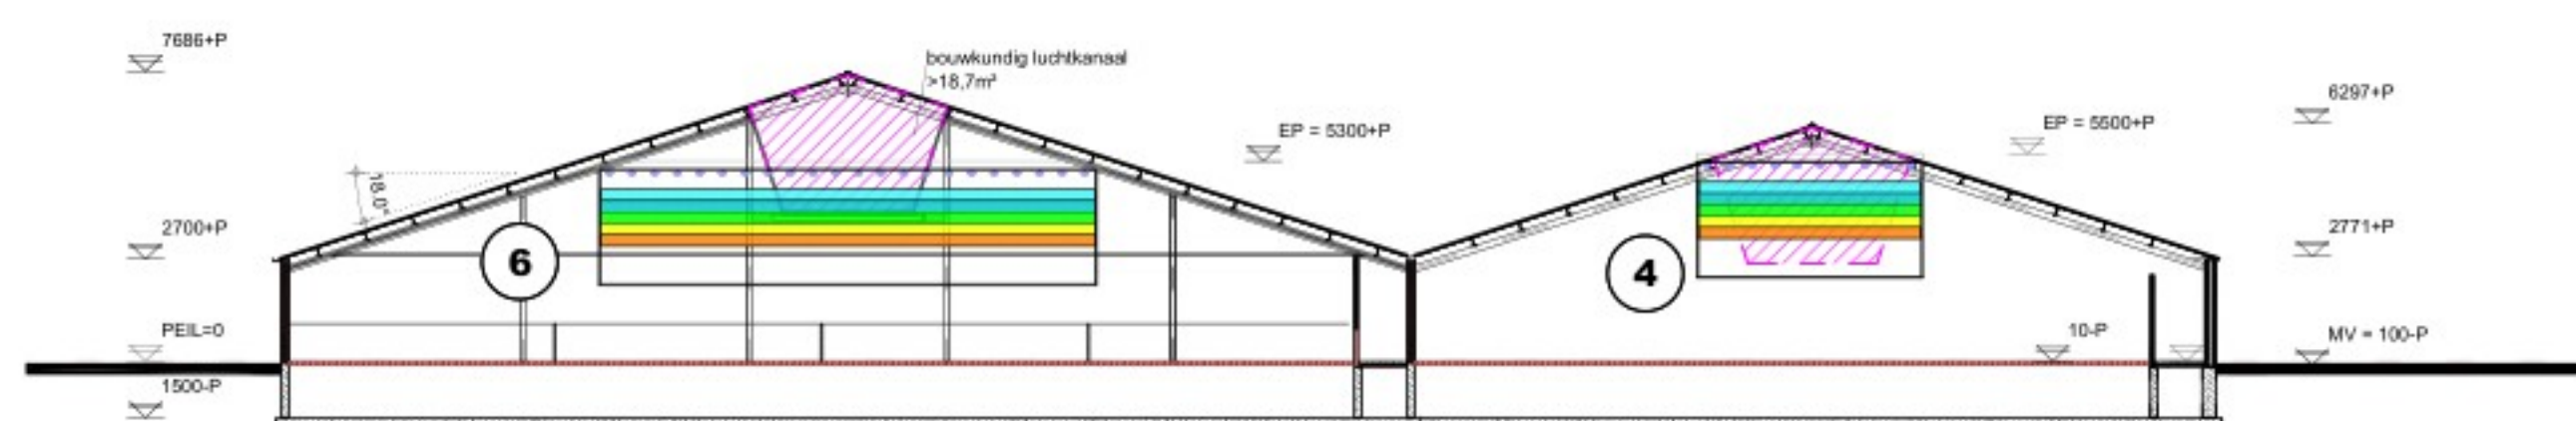 7686+P
bouwkundig luchtkanaal
>18,7m²
6297+P
EP = 5300+P
EP = 5500+P
18.0°
2700+P
2771+P
6
4
PEIL=0
10-P
MV = 100-P
1500-P